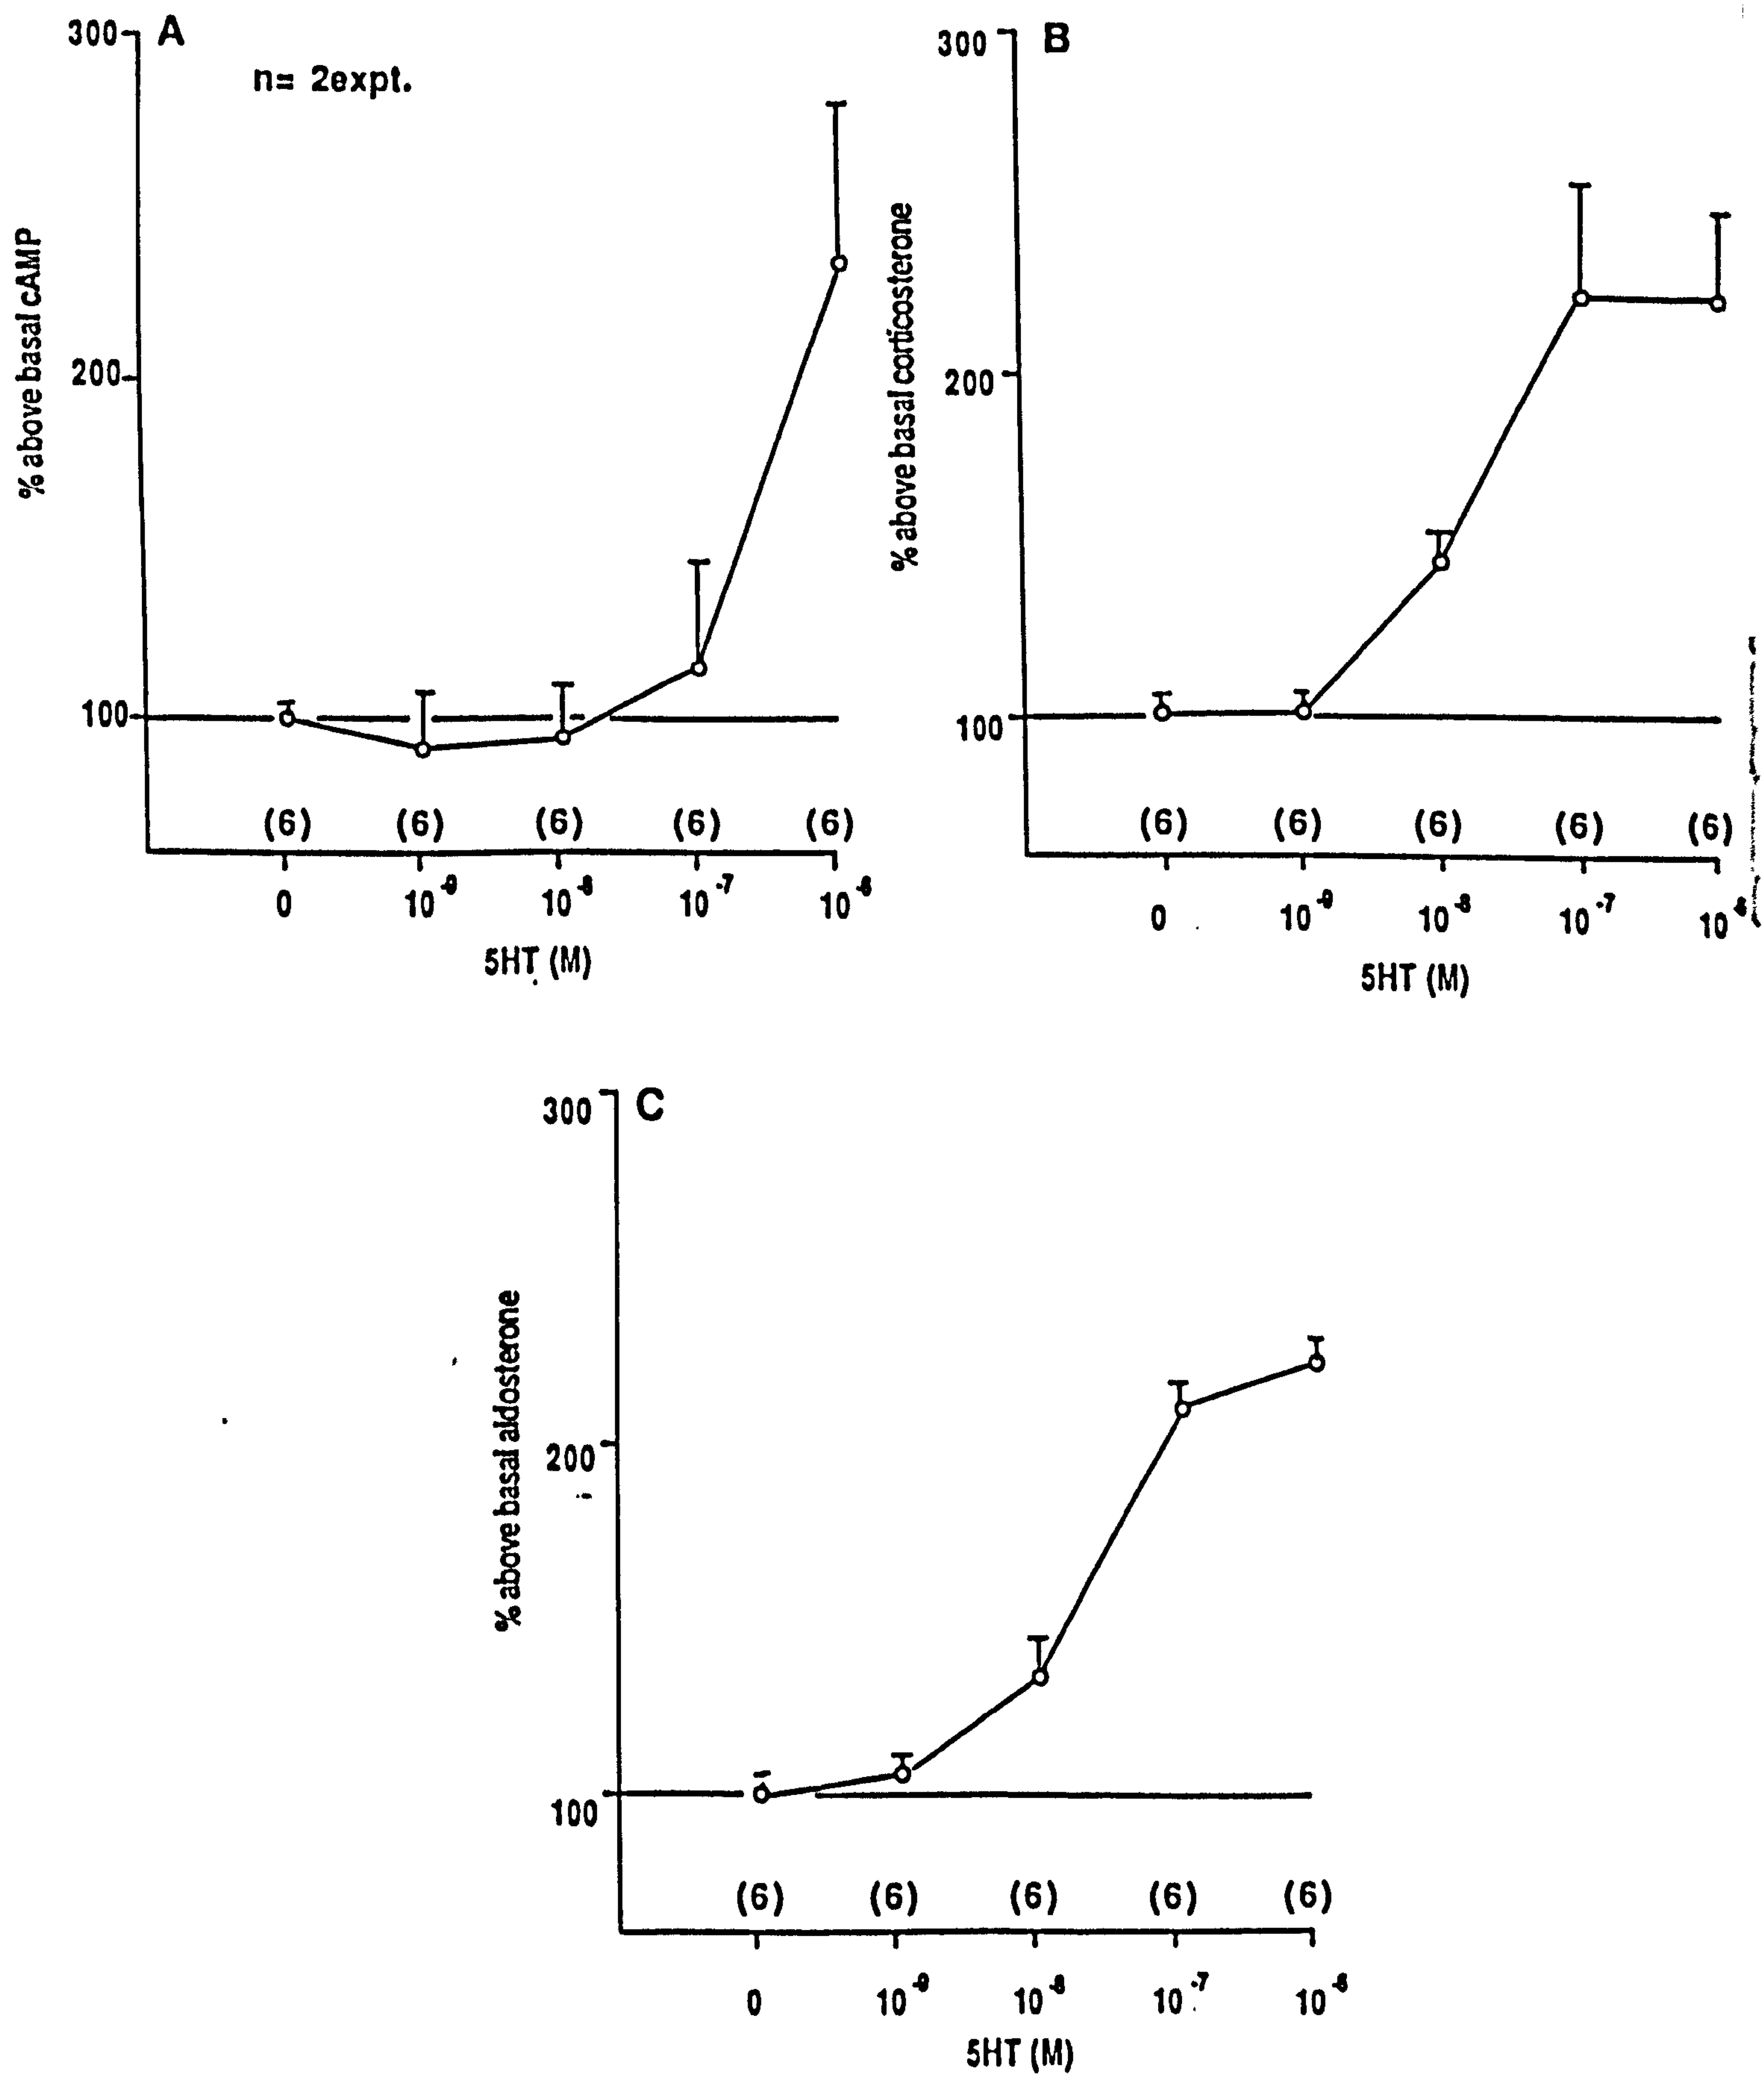 A
n= 2expt.
% above basal cAMP
300
200
100
(6) (6) (6) (6) (6)
0 10⁻⁹ 10⁻⁸ 10⁻⁷ 10⁻⁶
5HT (M)
B
% above basal corticosterone
300
200
100
(6) (6) (6) (6) (6)
0 10⁻⁹ 10⁻⁸ 10⁻⁷ 10⁻⁶
5HT (M)
C
% above basal aldosterone
300
200
100
(6) (6) (6) (6) (6)
0 10⁻⁹ 10⁻⁸ 10⁻⁷ 10⁻⁶
5HT (M)